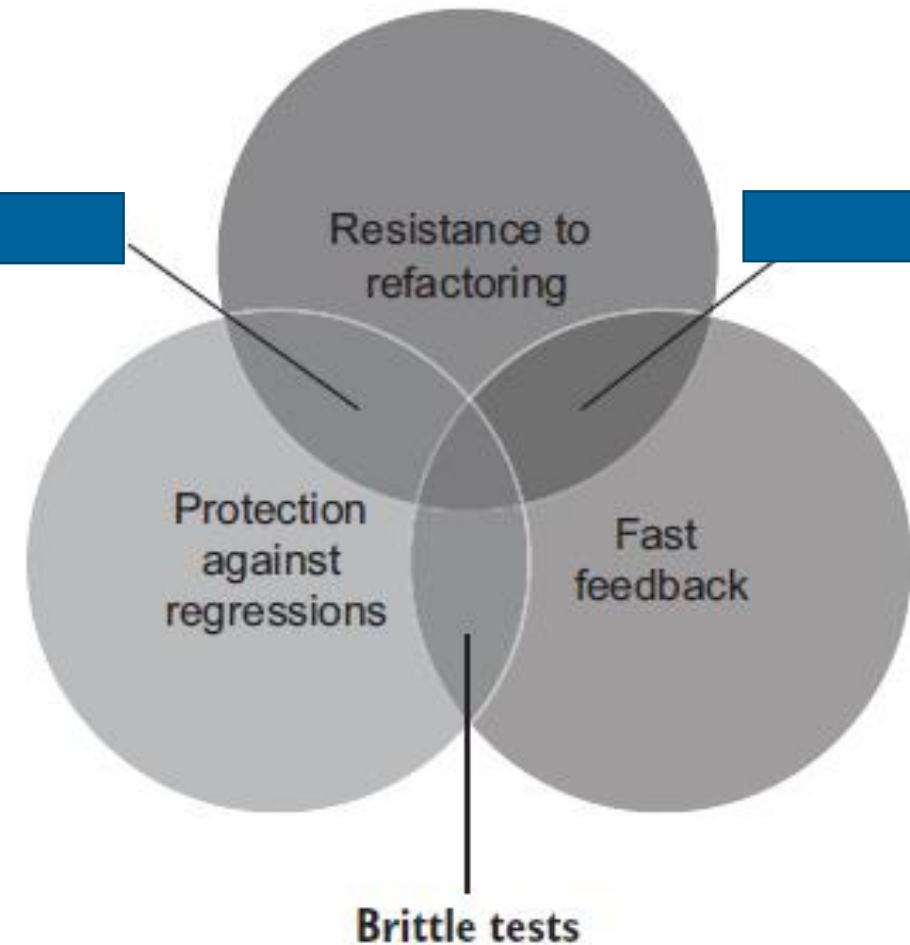 Resistance to
refactoring
Protection
against
regressions
Fast
feedback
Brittle tests